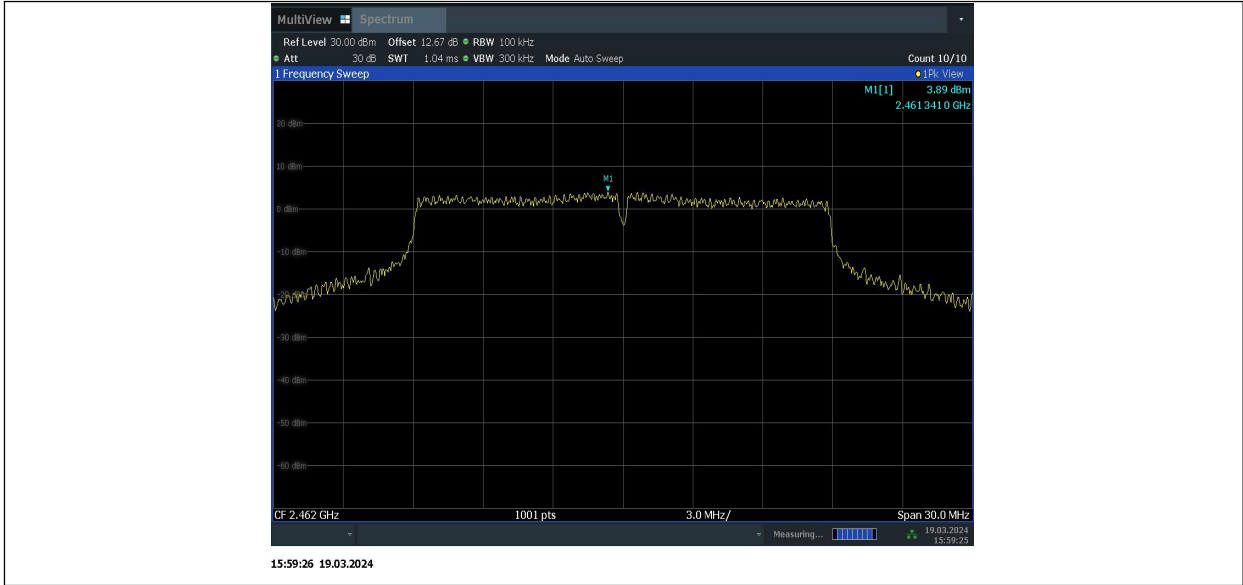 MultiView Spectrum
Ref Level 30.00 dBm Offset 12.67 dB RBW 100 kHz
Att 30 dB SWT 1.04 ms VBW 300 kHz Mode Auto Sweep Count 10/10
1 Frequency Sweep 1Pk View
M1[1] 3.89 dBm
2.461 341 0 GHz
20 dBm
10 dBm
M1
0 dBm
-10 dBm
-20 dBm
-30 dBm
-40 dBm
-50 dBm
-60 dBm
CF 2.462 GHz 1001 pts 3.0 MHz/ Span 30.0 MHz
Measuring... 19.03.2024
15:59:25
15:59:26 19.03.2024